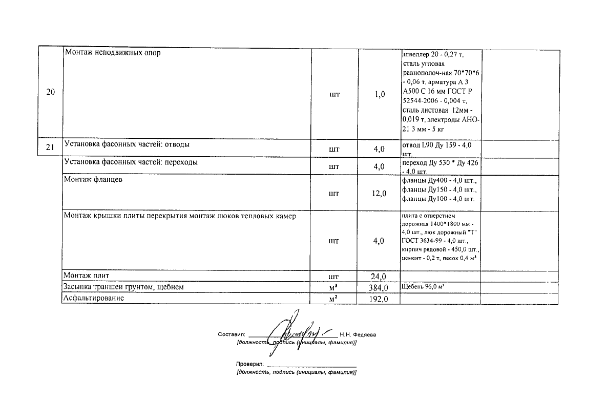 20
Монтаж неподвижных опор
шт
1,0
швеллер 20 - 0,27 т,
сталь угловая
равнополоч-ная 70*70*6
- 0,06 т, арматура А 3
А500 С 16 мм ГОСТ Р
52544-2006 - 0,004 т,
сталь листовая 12мм -
0,019 т, электроды АНО-
21 3 мм - 5 кг
21
Установка фасонных частей: отводы
шт
4,0
отвод L90 Ду 159 - 4,0
шт.
Установка фасонных частей: переходы
шт
4,0
переход Ду 530 * Ду 426
- 4,0 шт.
Монтаж фланцев
шт
12,0
фланцы Ду400 - 4,0 шт.,
фланцы Ду150 - 4,0 шт.,
фланцы Ду100 - 4,0 шт.
Монтаж крышки плиты перекрытия монтаж люков тепловых камер
шт
4,0
плита с отверстием
дорожная 1400*1800 мм -
4,0 шт., люк дорожный "Т"
ГОСТ 3634-99 - 4,0 шт.,
кирпич рядовой - 450,0 шт.,
цемент - 0,2 т, песок 0,4 м³
Монтаж плит
шт
24,0
Засыпка траншеи грунтом, щебнем
м³
384,0
Щебень 96,0 м³
Асфальтирование
м²
192,0
Составил: Н.Н. Федяева
[должность, подпись (инициалы, фамилия)]
Проверил:
[должность, подпись (инициалы, фамилия)]